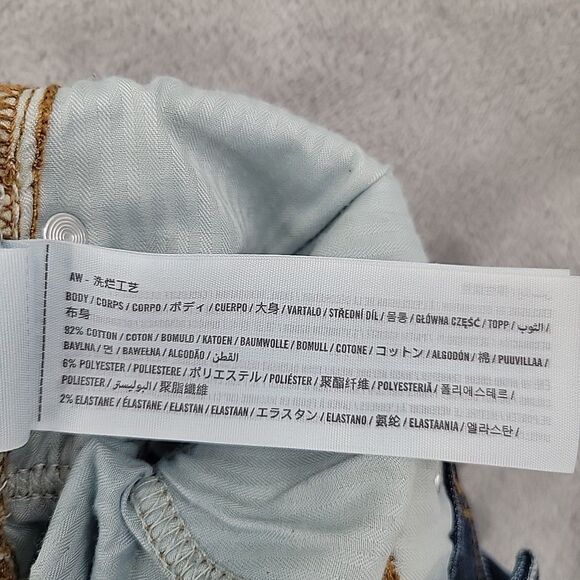 AW - 洗烂工艺
BODY / CORPS / CORPO / ボディ / CUERPO / 大身 / VARTALO / STŘEDNÍ DÍL / 몸통 / GŁÓWNA CZĘŚĆ / TOPP / الثوب /
布身
92% COTTON / COTON / BOMULD / KATOEN / BAUMWOLLE / BOMULL / COTONE / コットン / ALGODÓN / 棉 / PUUVILLAA /
BAVLNA / 면 / BAWEŁNA / ALGODÃO / القطن
6% POLYESTER / POLIESTERE / ポリエステル / POLIÉSTER / 聚酯纤维 / POLYESTERIÄ / 폴리에스테르 /
POLIESTER / البوليستر / 聚脂纖維
2% ELASTANE / ÉLASTANE / ELASTAN / ELASTAAN / エラスタン / ELASTANO / 氨纶 / ELASTAANIA / 엘라스탄 /